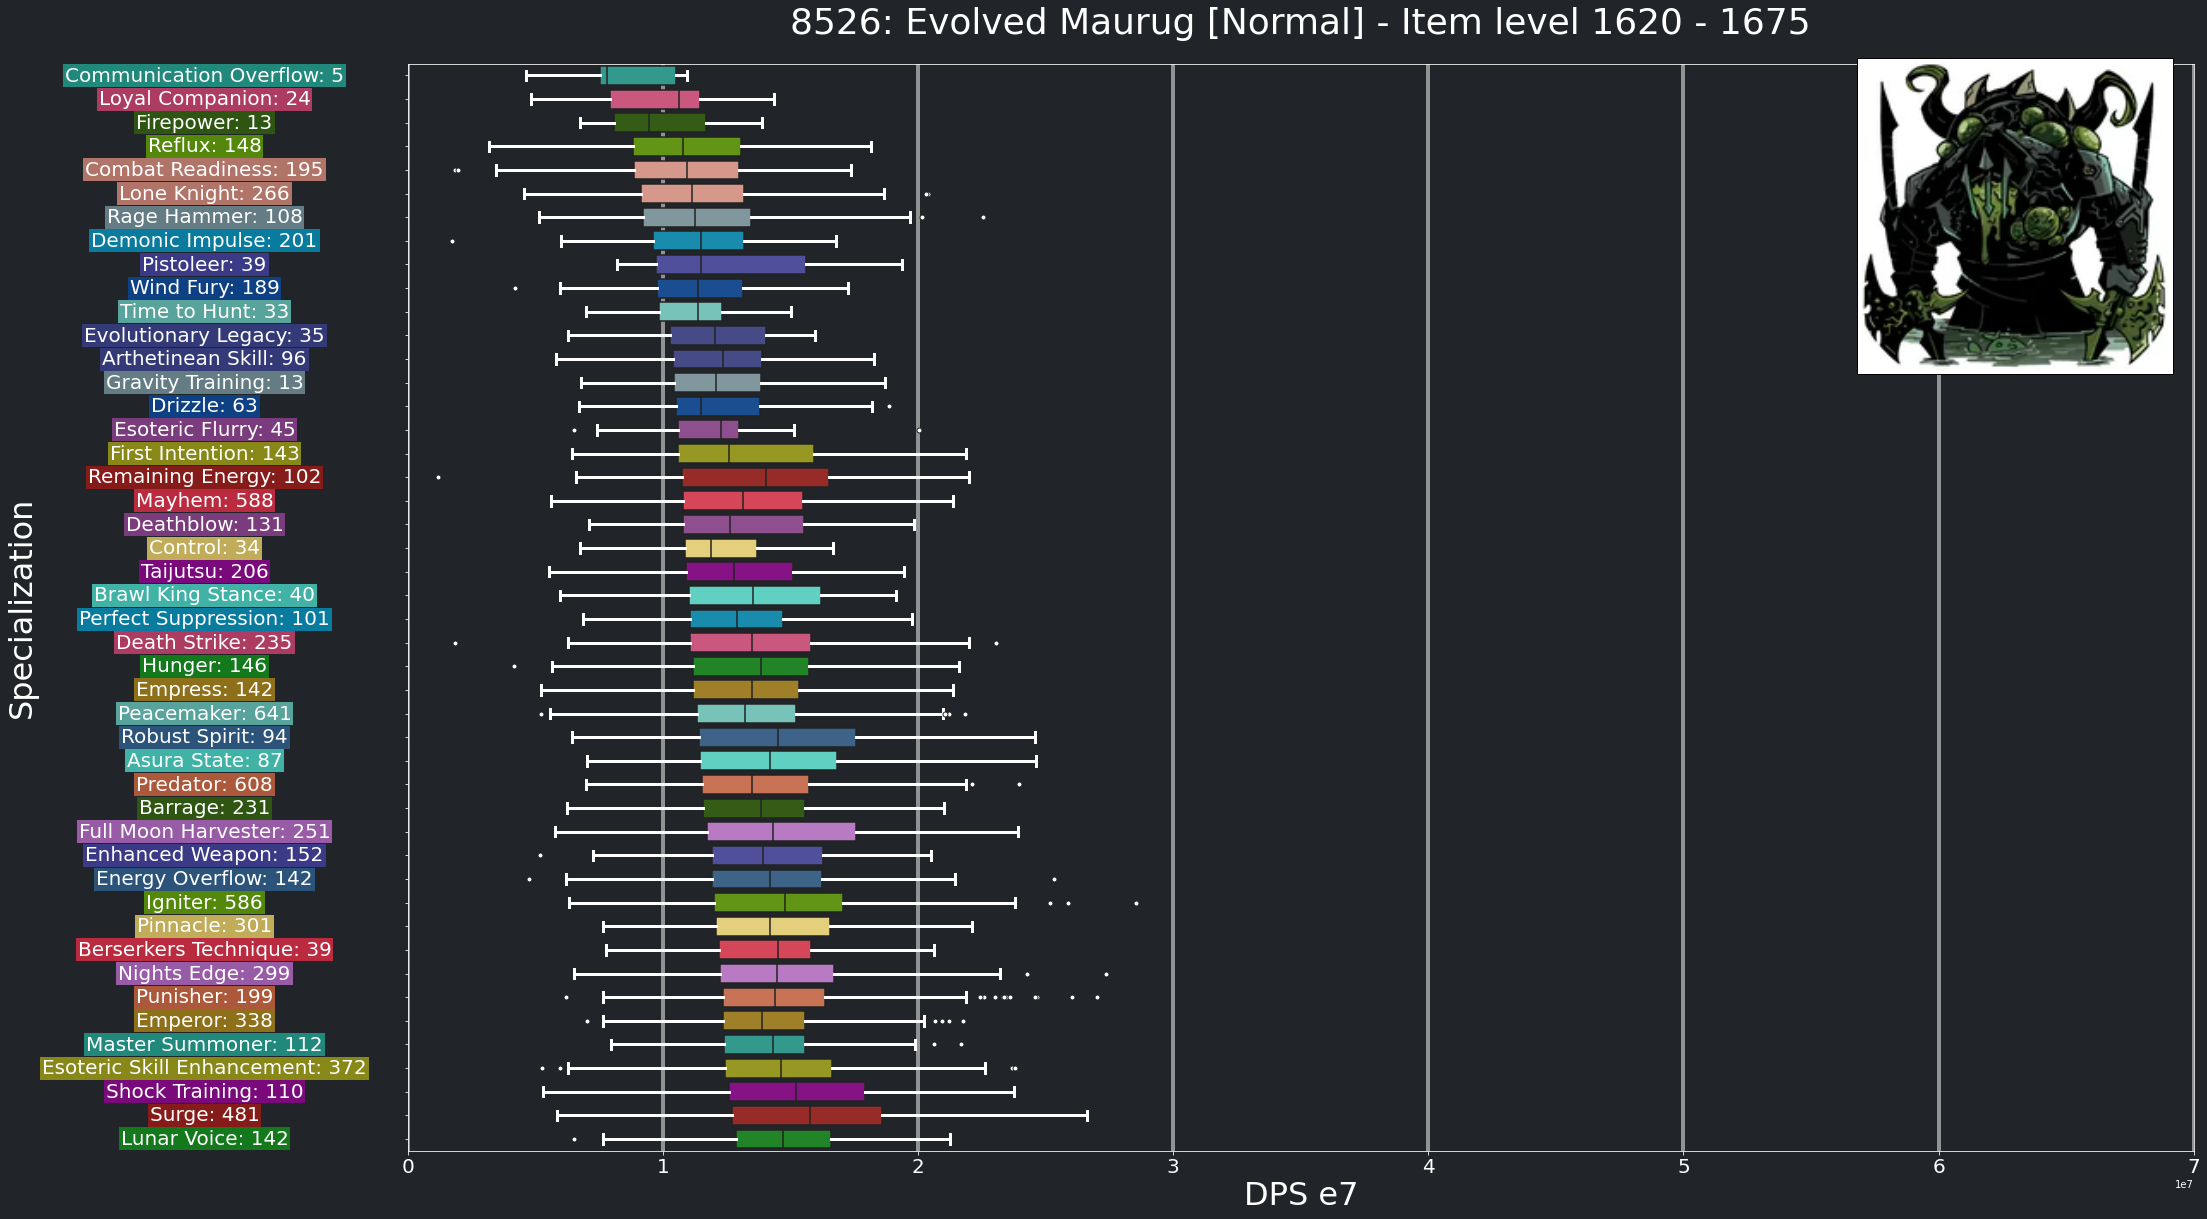 8526: Evolved Maurug [Normal] - Item level 1620 - 1675
Specialization
Communication Overflow: 5
Loyal Companion: 24
Firepower: 13
Reflux: 148
Combat Readiness: 195
Lone Knight: 266
Rage Hammer: 108
Demonic Impulse: 201
Pistoleer: 39
Wind Fury: 189
Time to Hunt: 33
Evolutionary Legacy: 35
Arthetinean Skill: 96
Gravity Training: 13
Drizzle: 63
Esoteric Flurry: 45
First Intention: 143
Remaining Energy: 102
Mayhem: 588
Deathblow: 131
Control: 34
Taijutsu: 206
Brawl King Stance: 40
Perfect Suppression: 101
Death Strike: 235
Hunger: 146
Empress: 142
Peacemaker: 641
Robust Spirit: 94
Asura State: 87
Predator: 608
Barrage: 231
Full Moon Harvester: 251
Enhanced Weapon: 152
Energy Overflow: 142
Igniter: 586
Pinnacle: 301
Berserkers Technique: 39
Nights Edge: 299
Punisher: 199
Emperor: 338
Master Summoner: 112
Esoteric Skill Enhancement: 372
Shock Training: 110
Surge: 481
Lunar Voice: 142
0 1 2 3 4 5 6 7
1e7
DPS e7